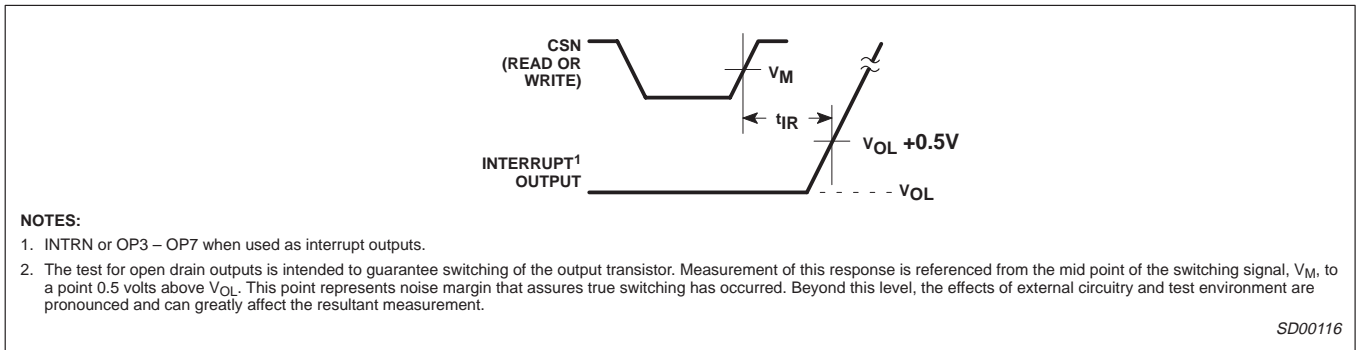 CSN
(READ OR
WRITE)
VM
tIR
VOL +0.5V
INTERRUPT1
OUTPUT
VOL
NOTES:
1. INTRN or OP3 – OP7 when used as interrupt outputs.
2. The test for open drain outputs is intended to guarantee switching of the output transistor. Measurement of this response is referenced from the mid point of the switching signal, VM, to
a point 0.5 volts above VOL. This point represents noise margin that assures true switching has occurred. Beyond this level, the effects of external circuitry and test environment are
pronounced and can greatly affect the resultant measurement.
SD00116